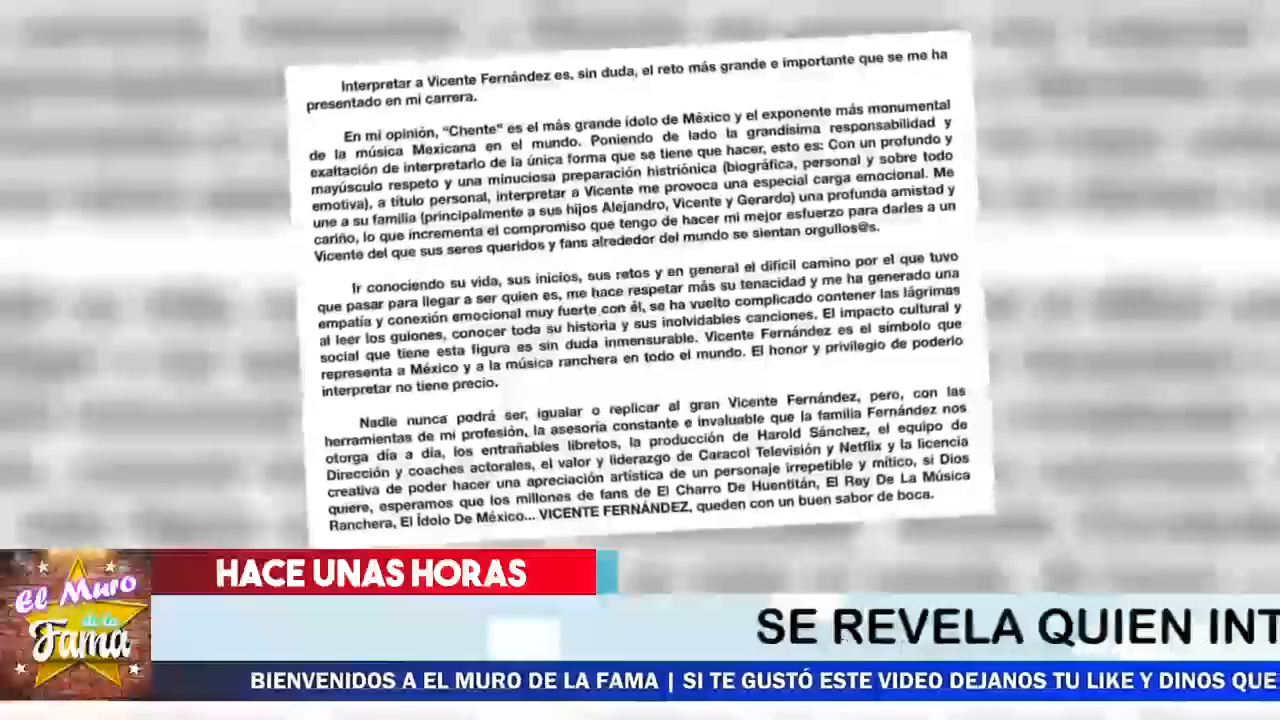 Interpretar a Vicente Fernández es, sin duda, el reto más grande e importante que se me ha
presentado en mi carrera.
En mi opinión, "Chente" es el más grande ídolo de México y el exponente más monumental
de la música Mexicana en el mundo. Poniendo de lado la grandísima responsabilidad y
exaltación de interpretarlo de la única forma que se tiene que hacer, esto es: Con un profundo y
mayúsculo respeto y una minuciosa preparación histriónica (biográfica, personal y sobre todo
emotiva), a título personal, interpretar a Vicente me provoca una especial carga emocional. Me
une a su familia (principalmente a sus hijos Alejandro, Vicente y Gerardo) una profunda amistad y
cariño, lo que incrementa el compromiso que tengo de hacer mi mejor esfuerzo para darles a un
Vicente del que sus seres queridos y fans alrededor del mundo se sientan orgullos@s.
Ir conociendo su vida, sus inicios, sus retos y en general el difícil camino por el que tuvo
que pasar para llegar a ser quien es, me hace respetar más su tenacidad y me ha generado una
empatía y conexión emocional muy fuerte con él, se ha vuelto complicado contener las lágrimas
al leer los guiones, conocer toda su historia y sus inolvidables canciones. El impacto cultural y
social que tiene esta figura es sin duda inmensurable. Vicente Fernández es el símbolo que
representa a México y a la música ranchera en todo el mundo. El honor y privilegio de poderlo
interpretar no tiene precio.
Nadie nunca podrá ser, igualar o replicar al gran Vicente Fernández, pero, con las
herramientas de mi profesión, la asesoría constante e invaluable que la familia Fernández nos
otorga día a día, los entrañables libretos, la producción de Harold Sánchez, el equipo de
Dirección y coaches actorales, el valor y liderazgo de Caracol Televisión y Netflix y la licencia
creativa de poder hacer una apreciación artística de un personaje irrepetible y mítico, si Dios
quiere, esperamos que los millones de fans de El Charro De Huentitán, El Rey De La Música
Ranchera, El Ídolo De México... VICENTE FERNÁNDEZ, queden con un buen sabor de boca.
HACE UNAS HORAS
El Muro
de la
Fama
SE REVELA QUIEN INT
BIENVENIDOS A EL MURO DE LA FAMA | SI TE GUSTÓ ESTE VIDEO DEJANOS TU LIKE Y DINOS QUE